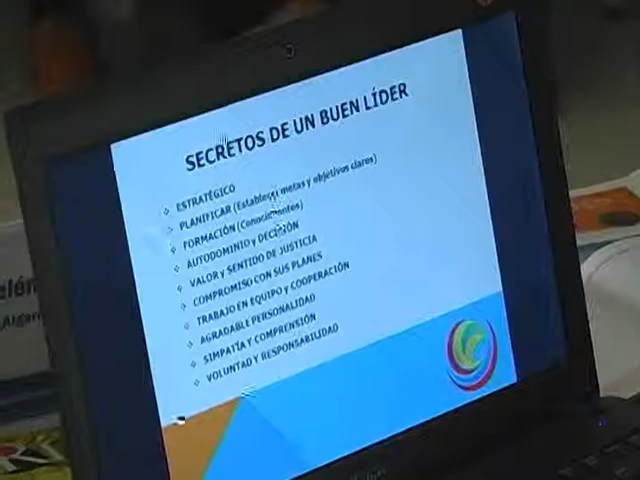 SECRETOS DE UN BUEN LÍDER
ESTRATÉGICO
PLANIFICAR (Establecer metas y objetivos claros)
FORMACIÓN (Conocimientos)
AUTODOMINIO y DECISIÓN
VALOR y SENTIDO DE JUSTICIA
COMPROMISO CON SUS PLANES
TRABAJO EN EQUIPO y COOPERACIÓN
AGRADABLE PERSONALIDAD
SIMPATÍA Y COMPRENSIÓN
VOLUNTAD Y RESPONSABILIDAD